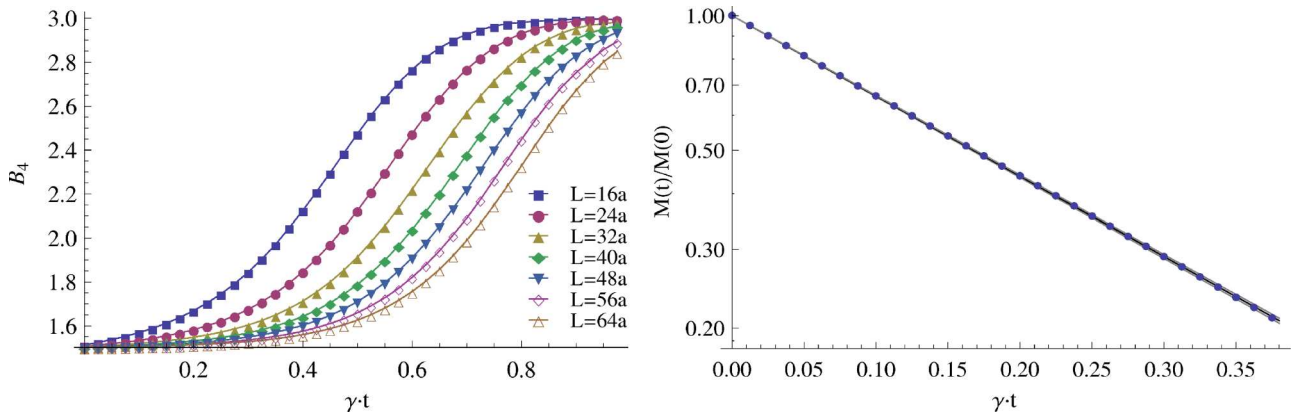 3.0
2.8
2.6
2.4
2.2
2.0
1.8
1.6
B₄
L=16a
L=24a
L=32a
L=40a
L=48a
L=56a
L=64a
0.2 0.4 0.6 0.8
γ·t
1.00
0.70
0.50
0.30
0.20
M(t)/M(0)
0.00 0.05 0.10 0.15 0.20 0.25 0.30 0.35
γ·t